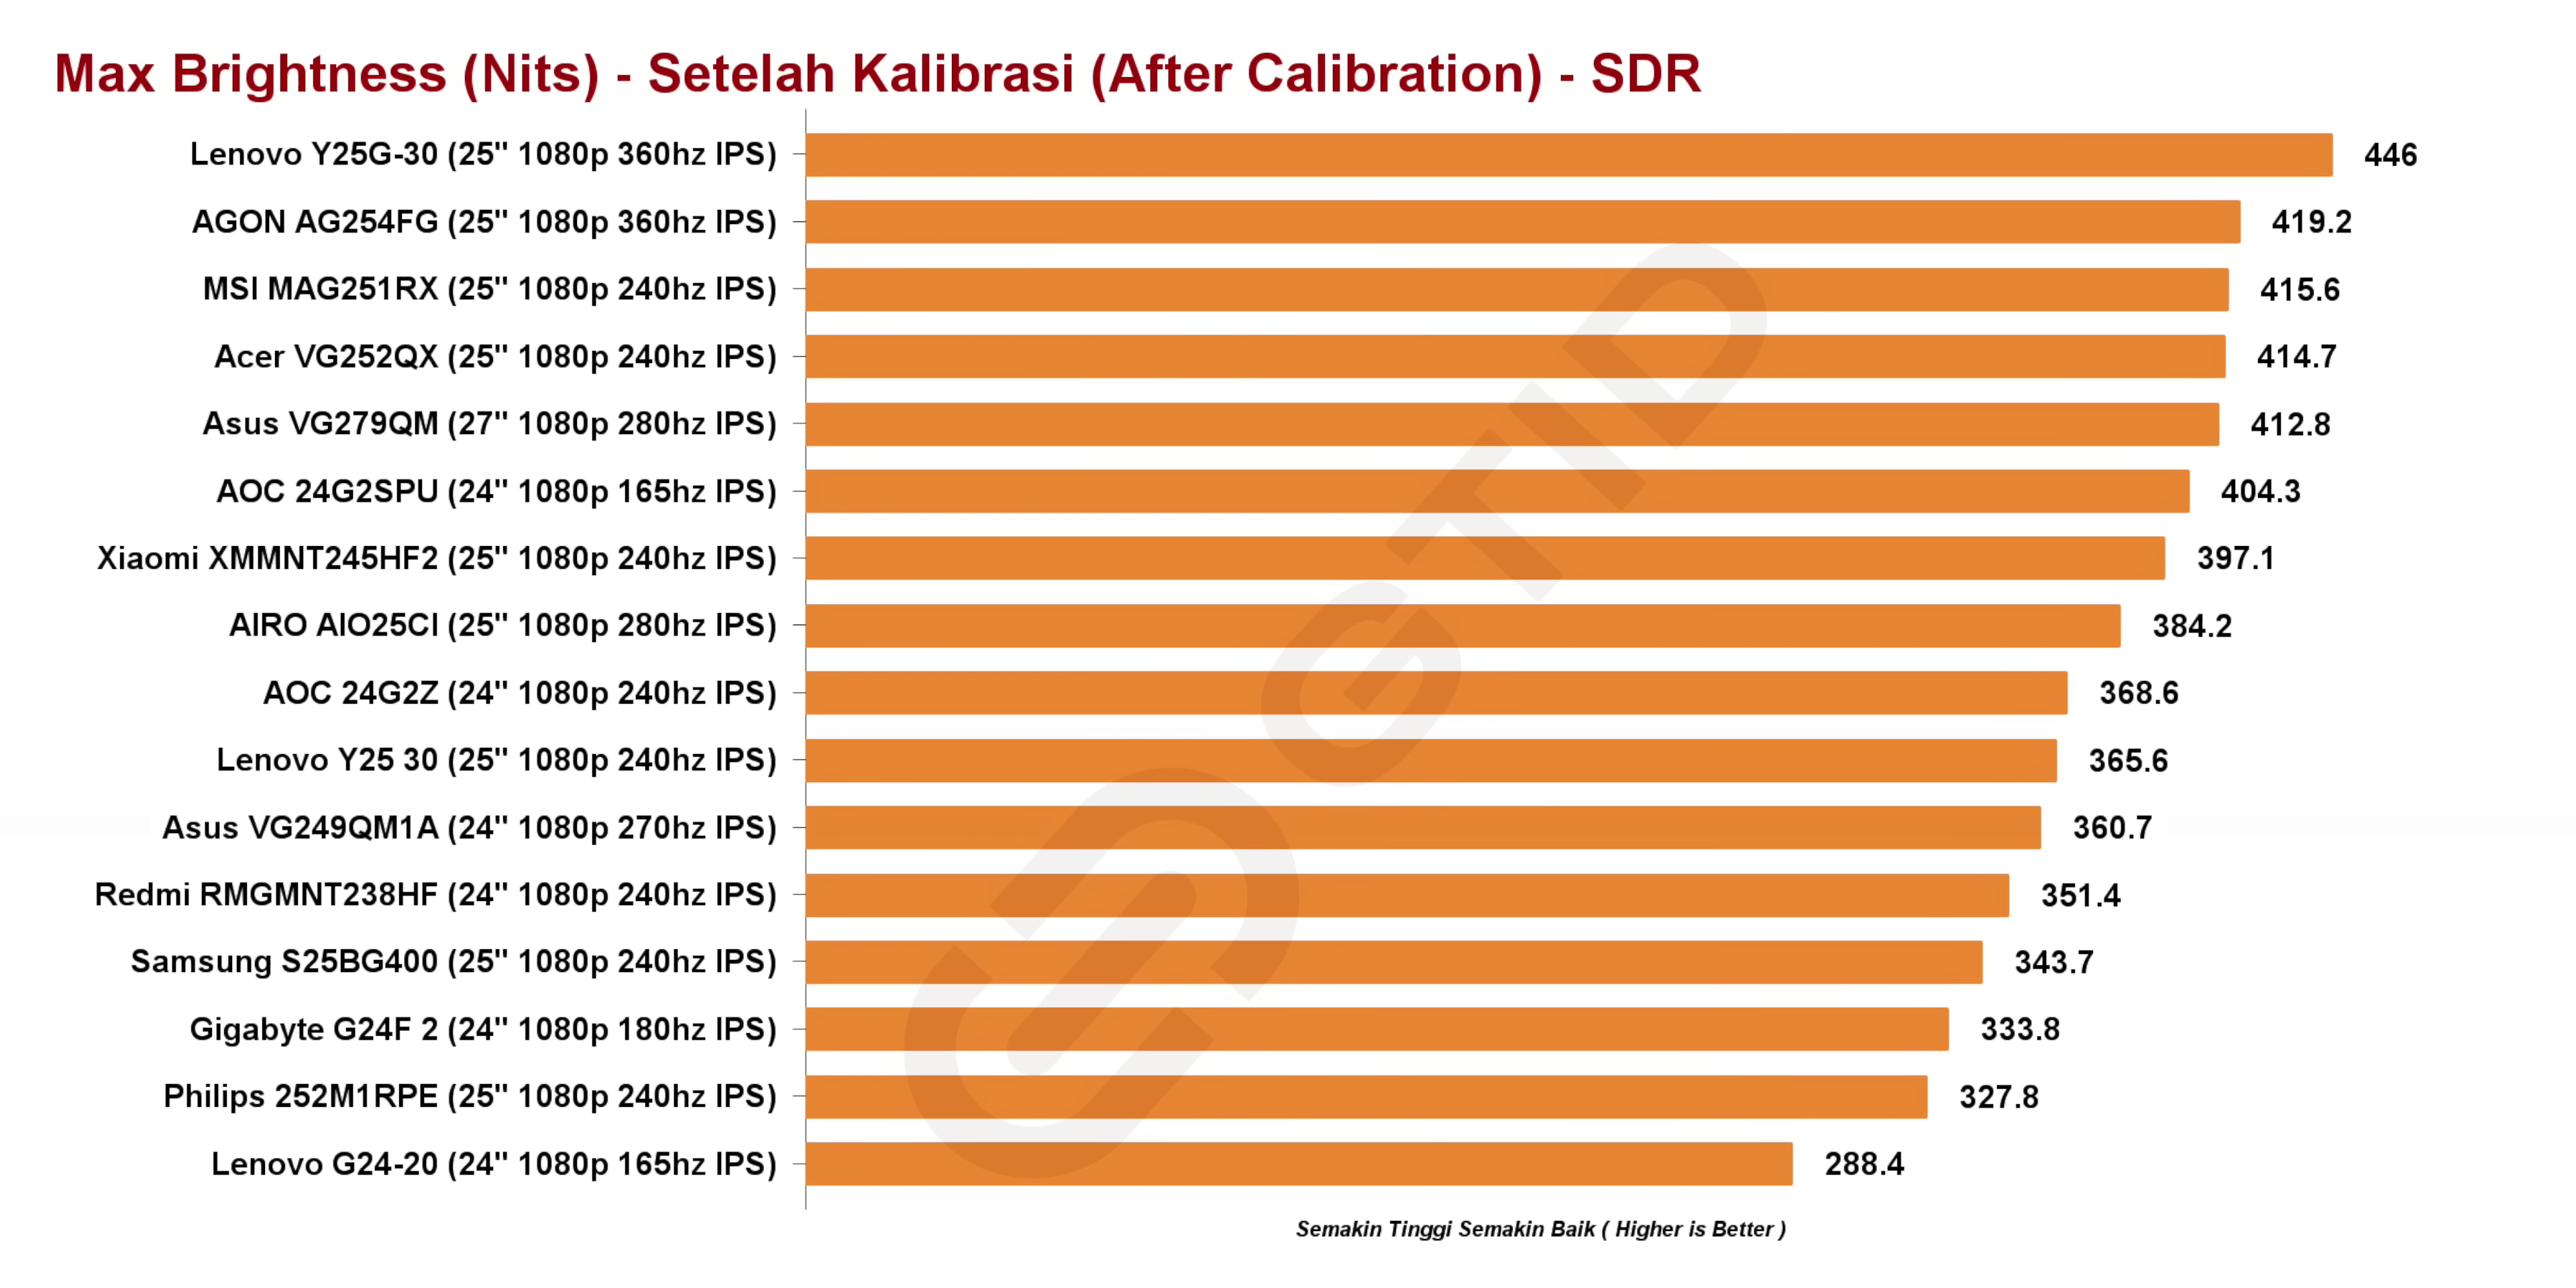 Max Brightness (Nits) - Setelah Kalibrasi (After Calibration) - SDR
Lenovo Y25G-30 (25" 1080p 360hz IPS) 446
AGON AG254FG (25" 1080p 360hz IPS) 419.2
MSI MAG251RX (25" 1080p 240hz IPS) 415.6
Acer VG252QX (25" 1080p 240hz IPS) 414.7
Asus VG279QM (27" 1080p 280hz IPS) 412.8
AOC 24G2SPU (24" 1080p 165hz IPS) 404.3
Xiaomi XMMNT245HF2 (25" 1080p 240hz IPS) 397.1
AIRO AIO25CI (25" 1080p 280hz IPS) 384.2
AOC 24G2Z (24" 1080p 240hz IPS) 368.6
Lenovo Y25 30 (25" 1080p 240hz IPS) 365.6
Asus VG249QM1A (24" 1080p 270hz IPS) 360.7
Redmi RMGMNT238HF (24" 1080p 240hz IPS) 351.4
Samsung S25BG400 (25" 1080p 240hz IPS) 343.7
Gigabyte G24F 2 (24" 1080p 180hz IPS) 333.8
Philips 252M1RPE (25" 1080p 240hz IPS) 327.8
Lenovo G24-20 (24" 1080p 165hz IPS) 288.4
Semakin Tinggi Semakin Baik ( Higher is Better )
GTID